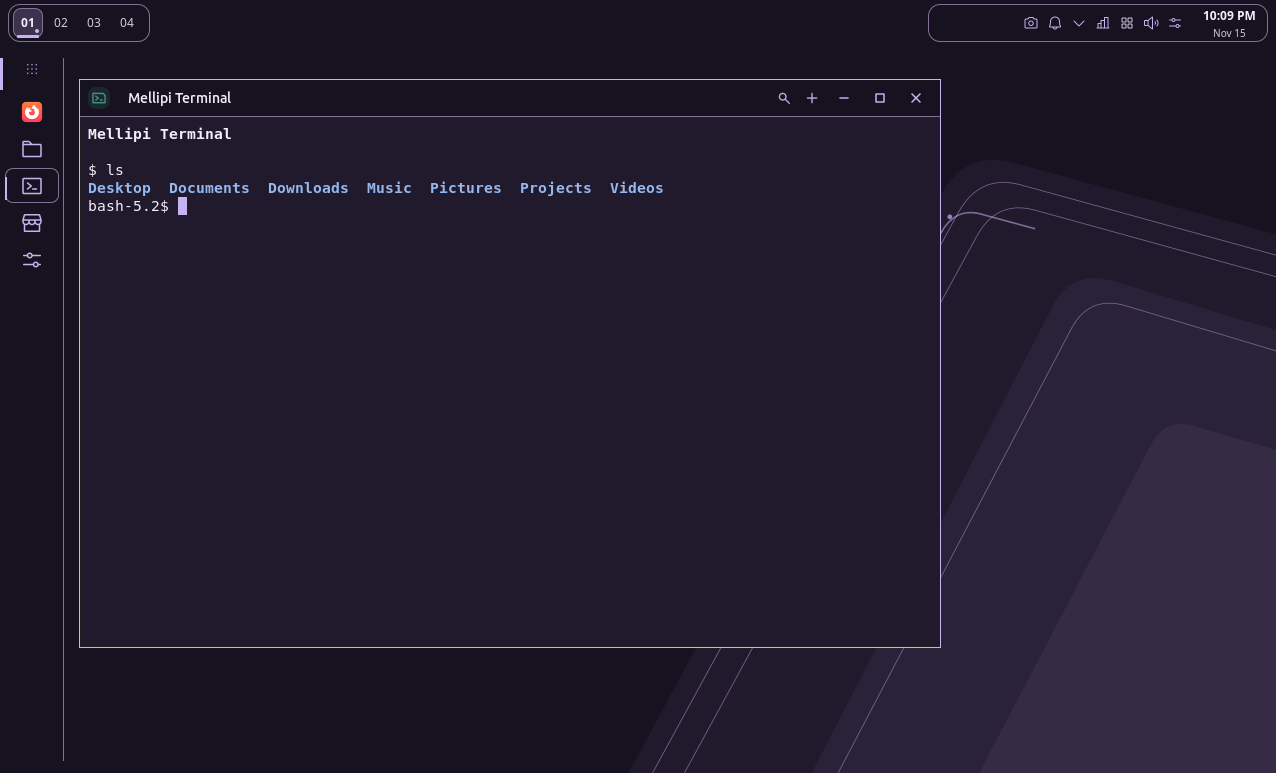 01 02 03 04
10:09 PM
Nov 15
Mellipi Terminal
Mellipi Terminal
$ ls
Desktop  Documents  Downloads  Music  Pictures  Projects  Videos
bash-5.2$